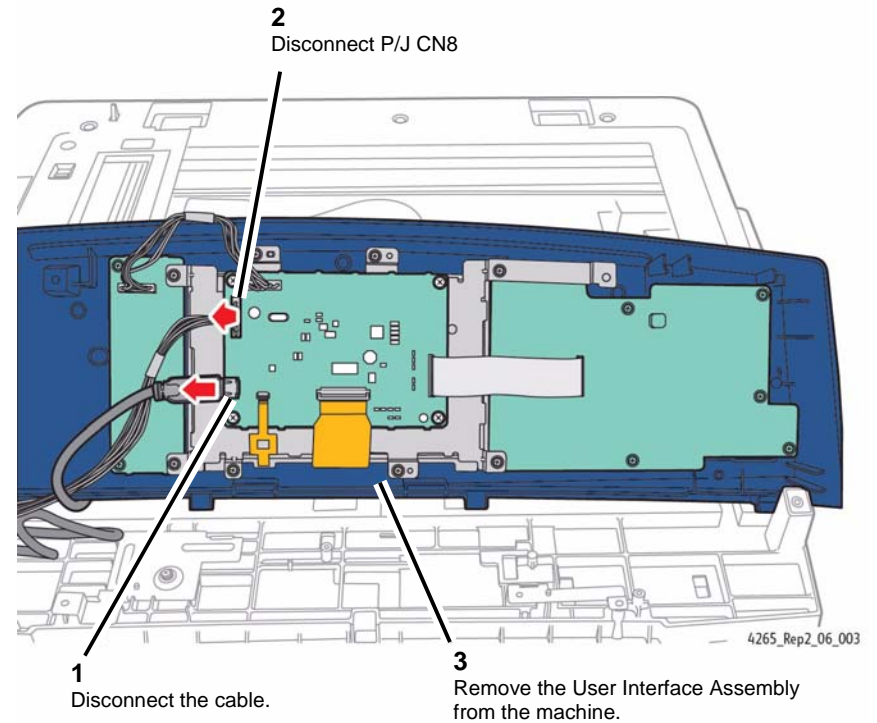 2
Disconnect P/J CN8
4265_Rep2_06_003
1
Disconnect the cable.
3
Remove the User Interface Assembly
from the machine.